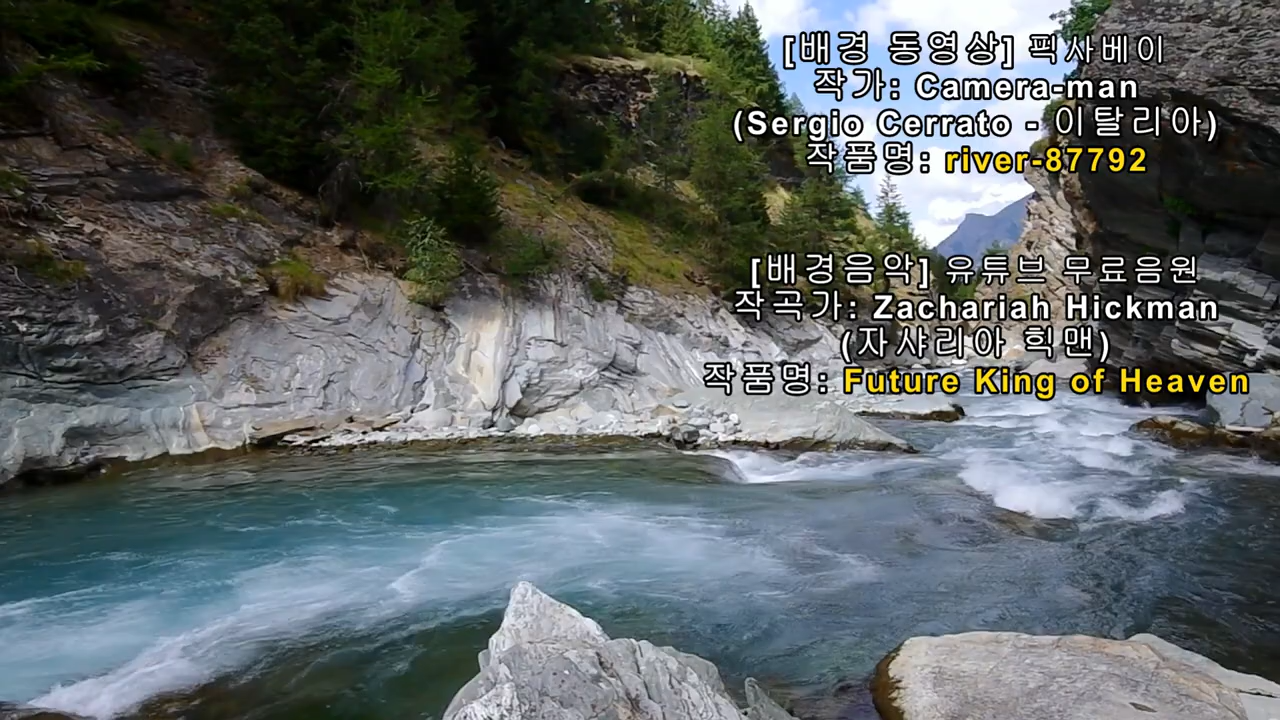 [배경 동영상] 픽사베이
작가: Camera-man
(Sergio Cerrato - 이탈리아)
작품명: river-87792
[배경음악] 유튜브 무료음원
작곡가: Zachariah Hickman
(자샤리아 힉맨)
작품명: Future King of Heaven